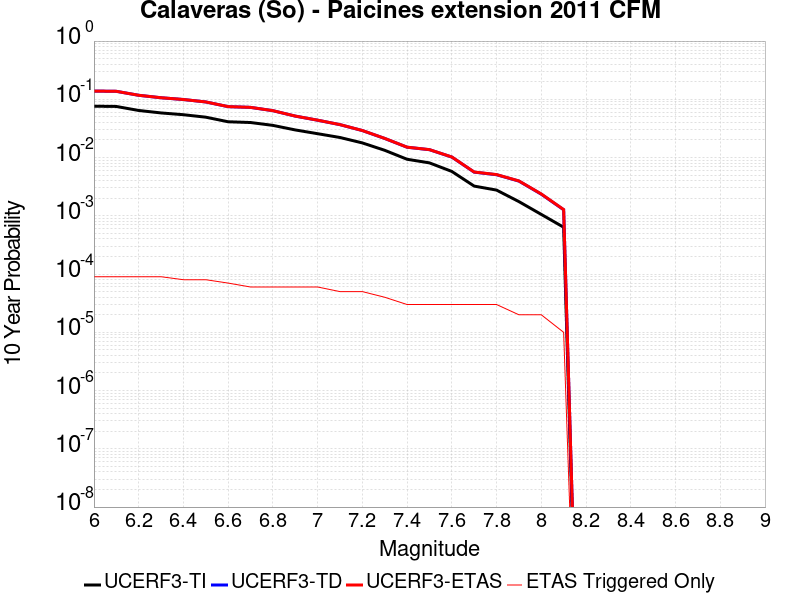 Calaveras (So) - Paicines extension 2011 CFM
10^0
10^-1
10^-2
10^-3
10^-4
10^-5
10^-6
10^-7
10^-8
10 Year Probability
6 6.2 6.4 6.6 6.8 7 7.2 7.4 7.6 7.8 8 8.2 8.4 8.6 8.8 9
Magnitude
UCERF3-TI UCERF3-TD UCERF3-ETAS ETAS Triggered Only